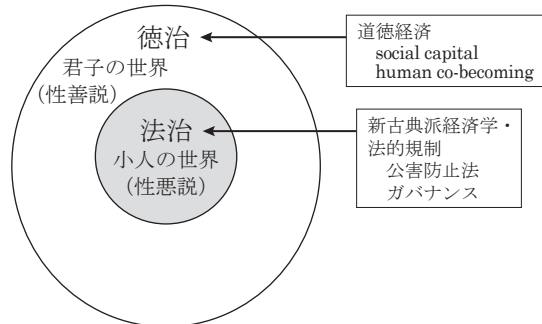 徳治
君子の世界
(性善説)
法治
小人の世界
(性悪説)
道徳経済
social capital
human co-becoming
新古典派経済学・
法的規制
公害防止法
ガバナンス